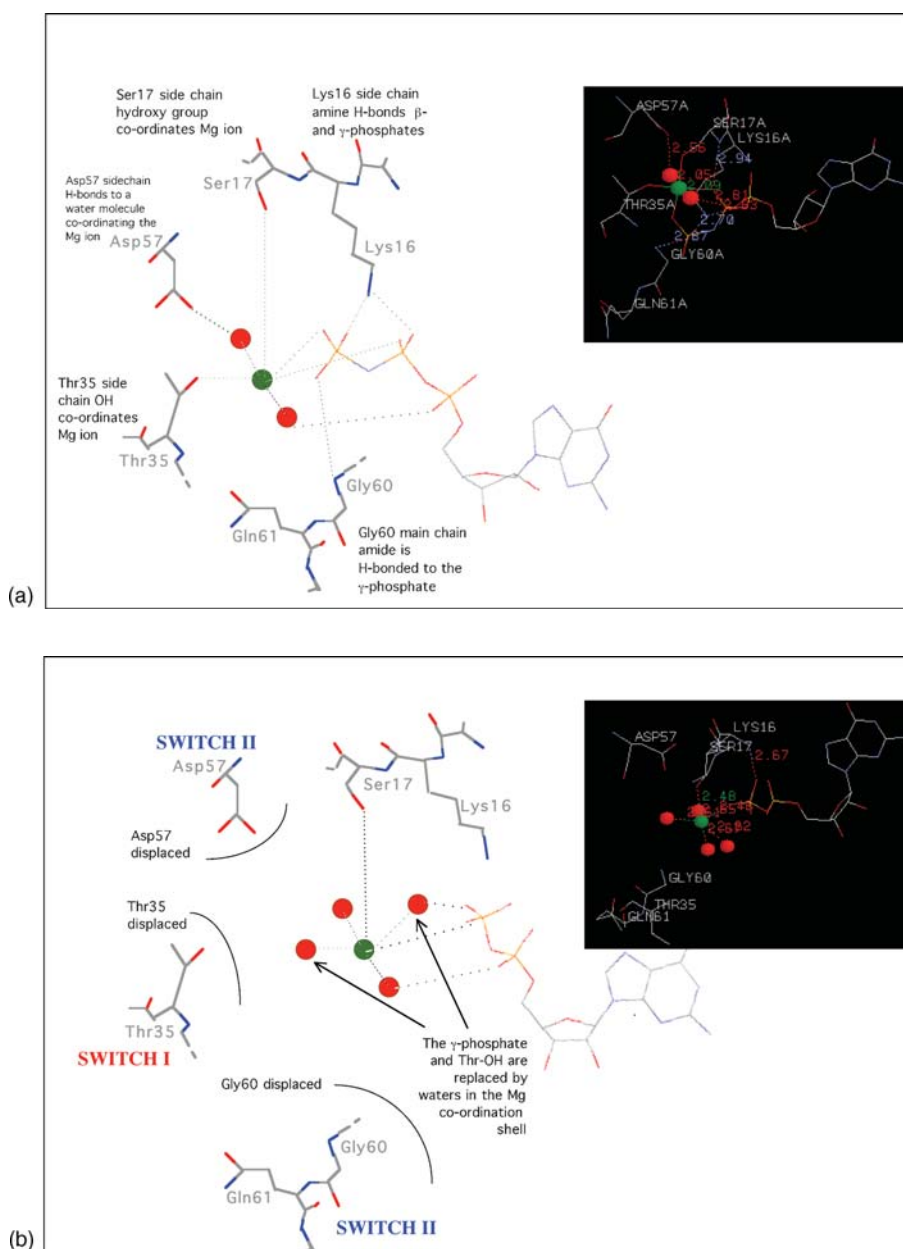 Ser17 side chain
hydroxy group
co-ordinates Mg ion
Lys16 side chain
amine H-bonds β-
and γ-phosphates
Asp57 sidechain
H-bonds to a
water molecule
co-ordinating the
Mg ion
Asp57
Ser17
Lys16
Thr35 side
chain OH
co-ordinates
Mg ion
Thr35
Gly60
Gln61
Gly60 main chain
amide is
H-bonded to the
γ-phosphate
ASP57A
SER17A
LYS16A
2.94
2.09
THR35A
2.70
2.87
GLY60A
GLN61A
(a)
SWITCH II
Asp57
Ser17
Lys16
Asp57
displaced
Thr35
displaced
Thr35
SWITCH I
The γ-phosphate
and Thr-OH are
replaced by
waters in the Mg
co-ordination
shell
Gly60 displaced
Gly60
Gln61
SWITCH II
LYS16
ASP57
SER17
2.67
2.48
GLY60
THR35
GLN61
(b)